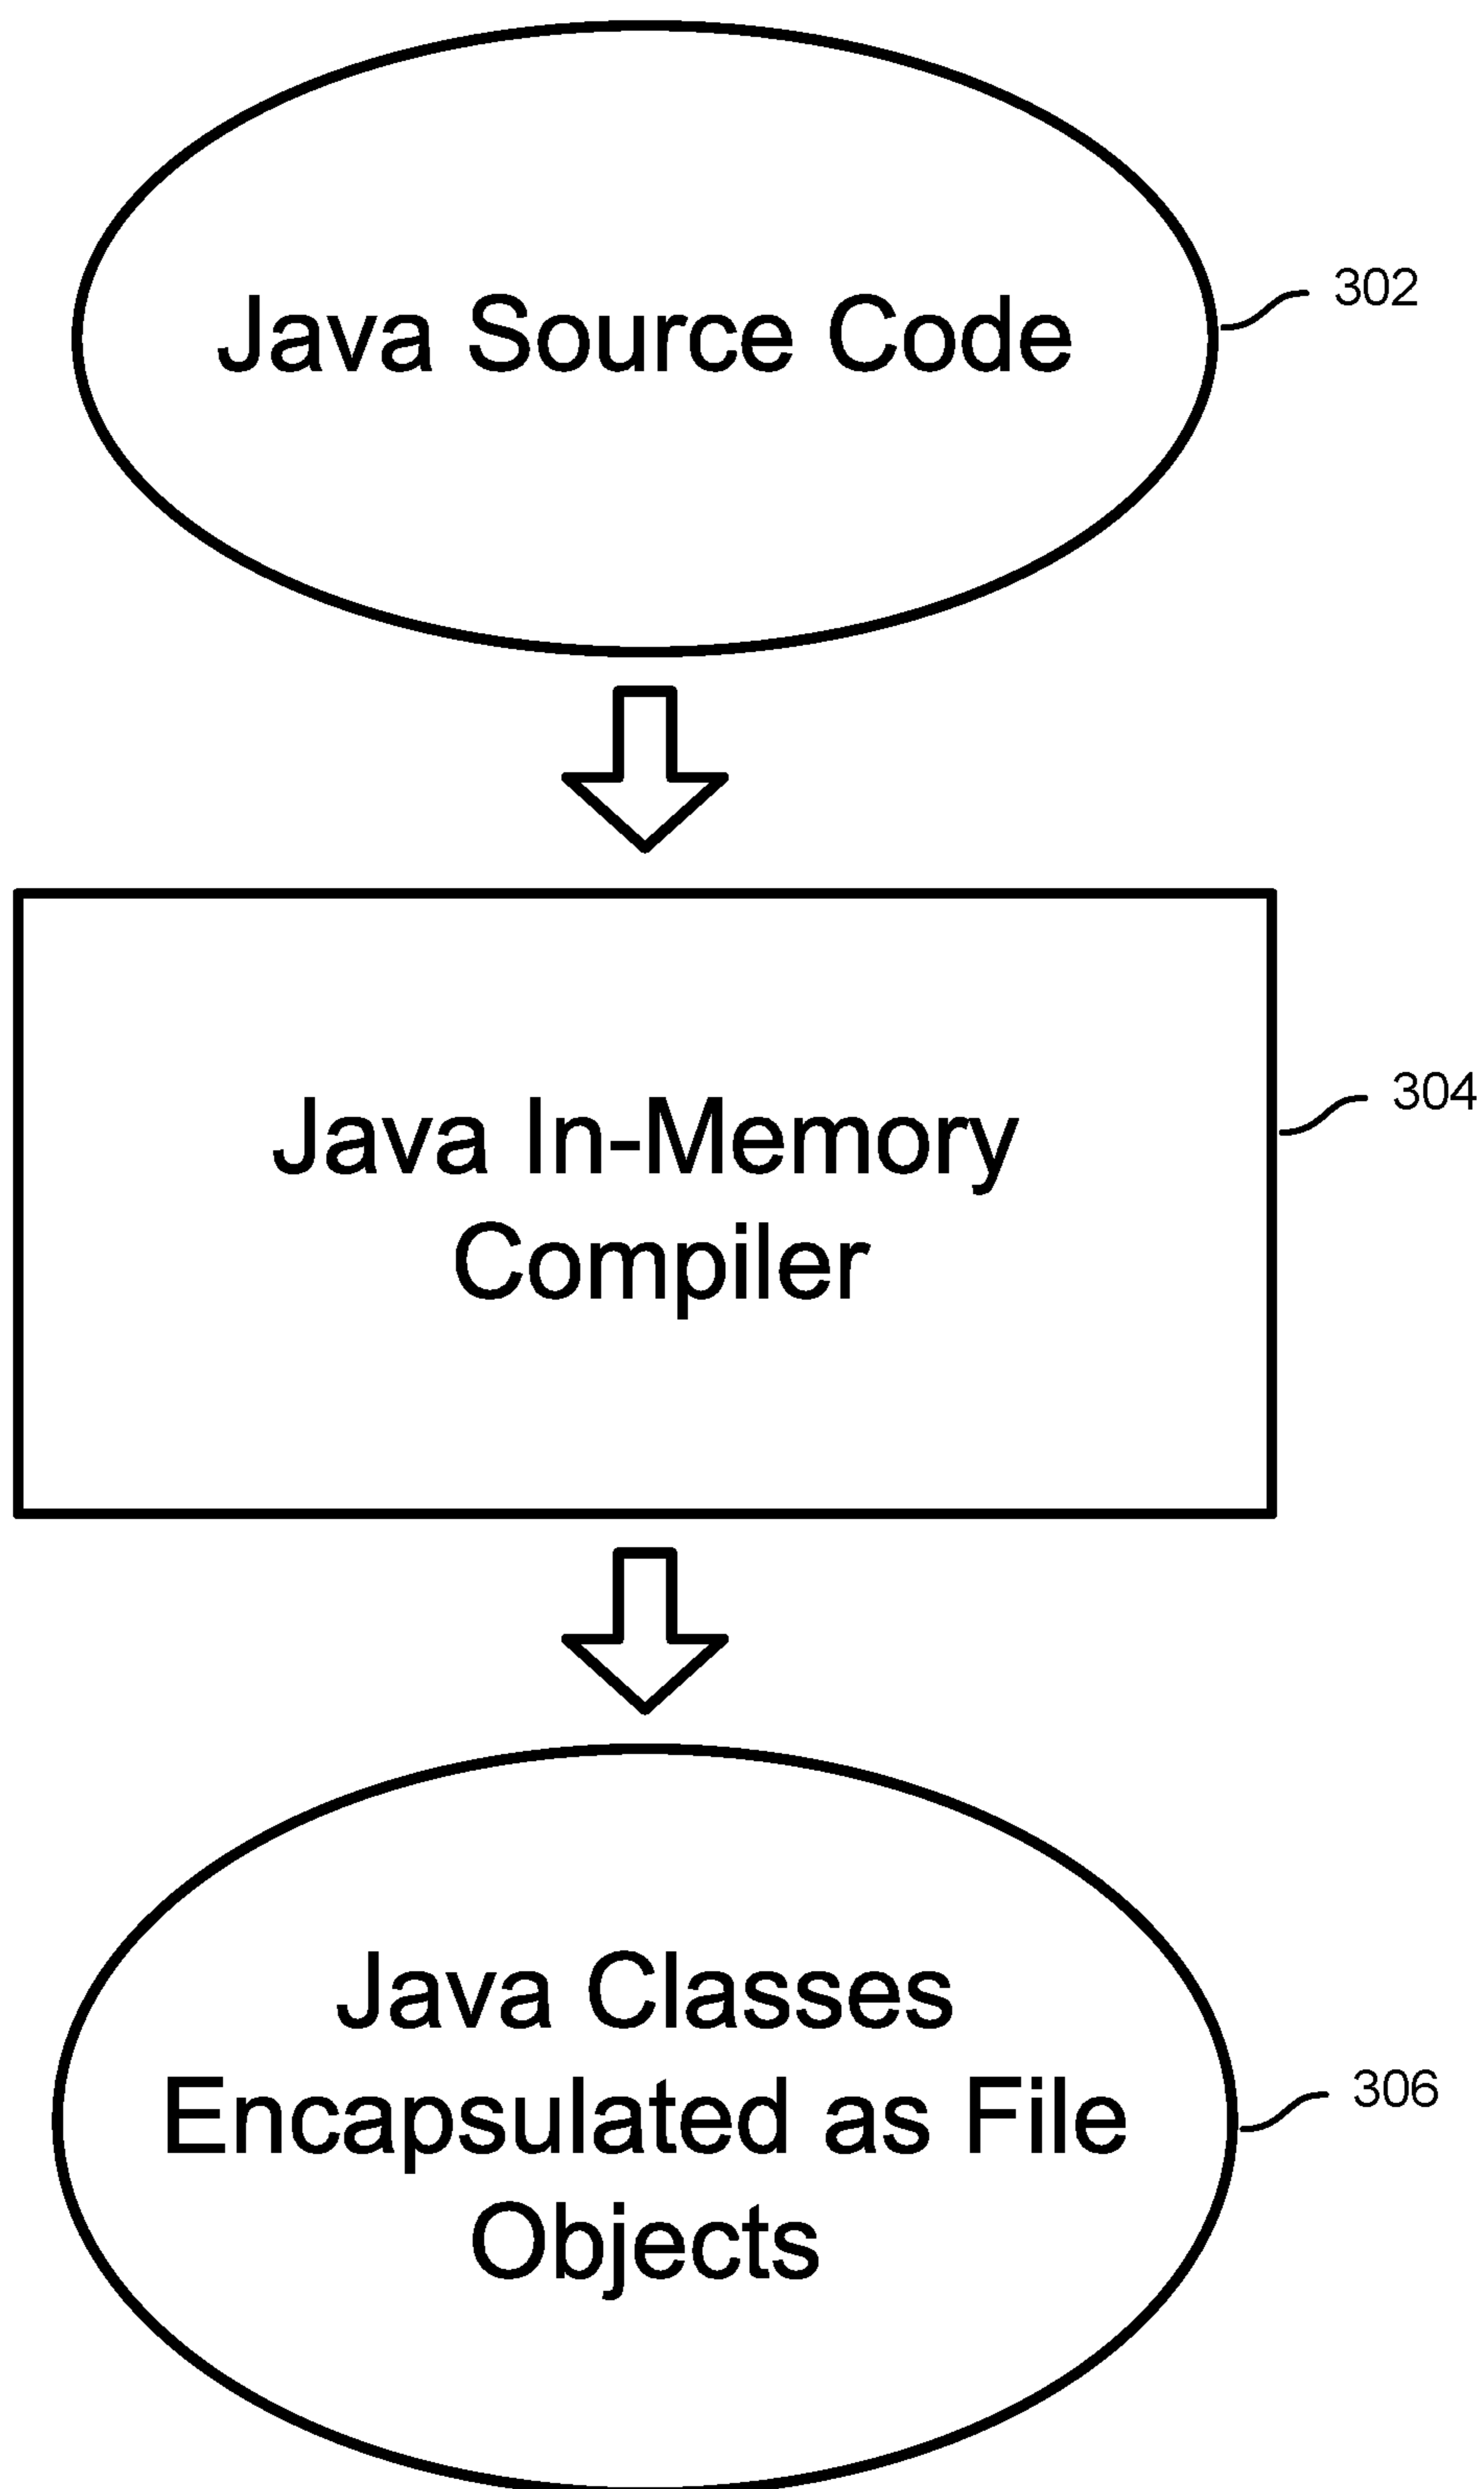 Java Source Code
302
Java In-Memory
Compiler
304
Java Classes
Encapsulated as File
Objects
306